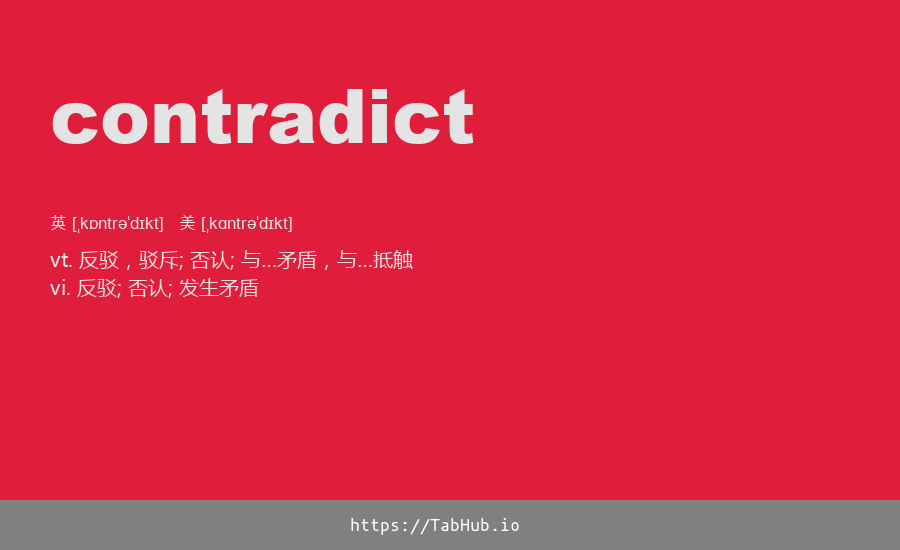 contradict
英 [ˌkɒntrəˈdɪkt] 美 [ˌkɑntrəˈdɪkt]
vt. 反驳，驳斥; 否认; 与...矛盾，与...抵触
vi. 反驳; 否认; 发生矛盾
https://TabHub.io